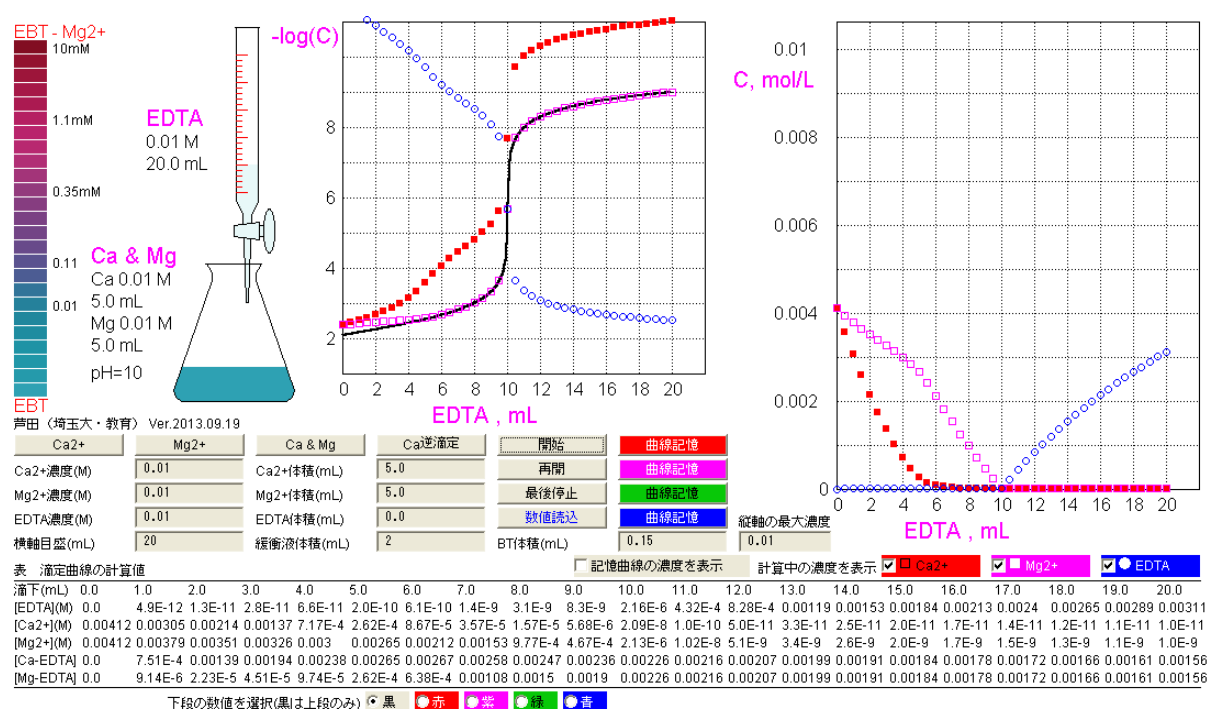 EBT - Mg2+
10mM
1.1mM
0.35mM
0.11
0.01
EBT
EDTA
0.01 M
20.0 mL
Ca & Mg
Ca 0.01 M
5.0 mL
Mg 0.01 M
5.0 mL
pH=10
-log(C)
8
6
4
2
0 2 4 6 8 10 12 14 16 18 20
EDTA , mL
C, mol/L
0.01
0.008
0.006
0.004
0.002
0
0 2 4 6 8 10 12 14 16 18 20
EDTA , mL
芦田（埼玉大・教育） Ver.2013.09.19
Ca2+ Mg2+ Ca & Mg Ca逆滴定 開始 曲線記憶
Ca2+濃度(M) 0.01 Ca2+体積(mL) 5.0 再開 曲線記憶
Mg2+濃度(M) 0.01 Mg2+体積(mL) 5.0 最後停止 曲線記憶
EDTA濃度(M) 0.01 EDTA体積(mL) 0.0 数値読込 曲線記憶 縦軸の最大濃度
横軸目盛(mL) 20 緩衝液体積(mL) 2 BT体積(mL) 0.15 0.01
表 滴定曲線の計算値 記憶曲線の濃度を表示 計算中の濃度を表示 Ca2+ Mg2+ EDTA
滴下(mL) 0.0 1.0 2.0 3.0 4.0 5.0 6.0 7.0 8.0 9.0 10.0 11.0 12.0 13.0 14.0 15.0 16.0 17.0 18.0 19.0 20.0
[EDTA](M) 0.0 4.9E-12 1.3E-11 2.8E-11 6.6E-11 2.0E-10 6.1E-10 1.4E-9 3.1E-9 8.3E-9 2.16E-6 4.32E-4 8.28E-4 0.00119 0.00153 0.00184 0.00213 0.0024 0.00265 0.00289 0.00311
[Ca2+](M) 0.00412 0.00305 0.00214 0.00137 7.17E-4 2.62E-4 8.67E-5 3.57E-5 1.57E-5 5.68E-6 2.09E-8 1.0E-10 5.0E-11 3.3E-11 2.5E-11 2.0E-11 1.7E-11 1.4E-11 1.2E-11 1.1E-11 1.0E-11
[Mg2+](M) 0.00412 0.00379 0.00351 0.00326 0.003 0.00265 0.00212 0.00153 9.77E-4 4.67E-4 2.13E-6 1.02E-8 5.1E-9 3.4E-9 2.6E-9 2.0E-9 1.7E-9 1.5E-9 1.3E-9 1.1E-9 1.0E-9
[Ca-EDTA] 0.0 7.51E-4 0.00139 0.00194 0.00238 0.00265 0.00267 0.00258 0.00247 0.00236 0.00226 0.00216 0.00207 0.00199 0.00191 0.00184 0.00178 0.00172 0.00166 0.00161 0.00156
[Mg-EDTA] 0.0 9.14E-6 2.23E-5 4.51E-5 9.74E-5 2.62E-4 6.38E-4 0.00108 0.0015 0.0019 0.00226 0.00216 0.00207 0.00199 0.00191 0.00184 0.00178 0.00172 0.00166 0.00161 0.00156
下段の数値を選択(黒は上段のみ) 黒 赤 紫 緑 青